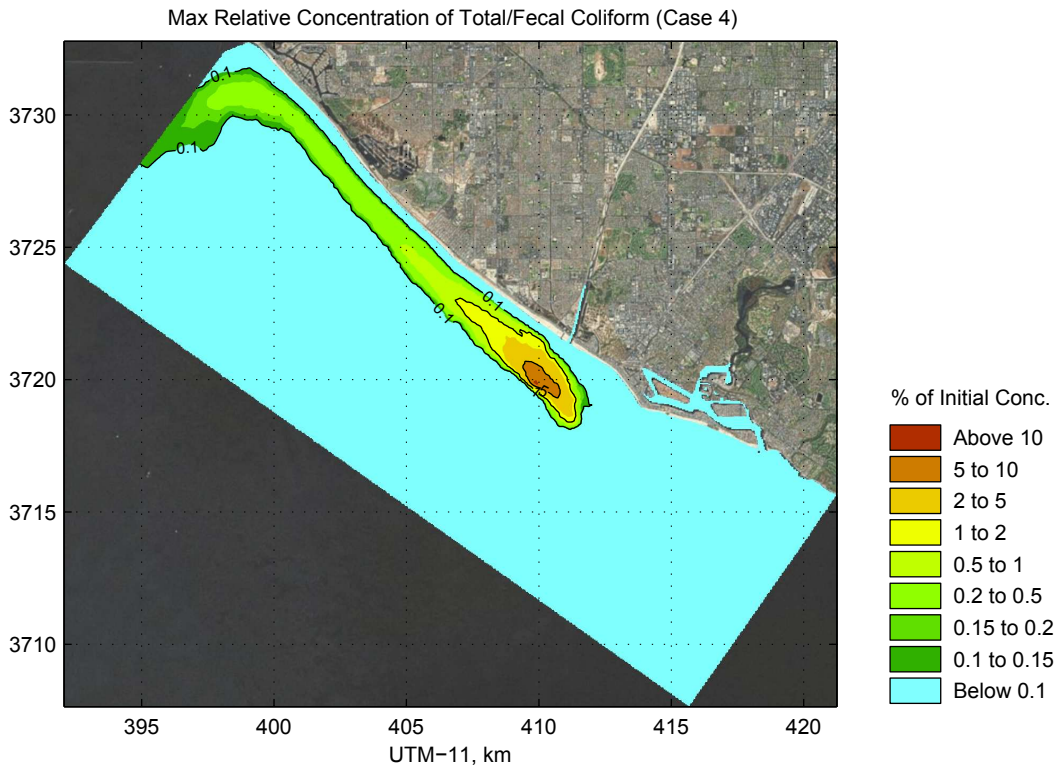 Max Relative Concentration of Total/Fecal Coliform (Case 4)
0.1
3730
0.1
3725
0.1
0.1
3720
5
3715
3710
395
400
405
410
415
420
UTM−11, km
% of Initial Conc.
Above 10
5 to 10
2 to 5
1 to 2
0.5 to 1
0.2 to 0.5
0.15 to 0.2
0.1 to 0.15
Below 0.1